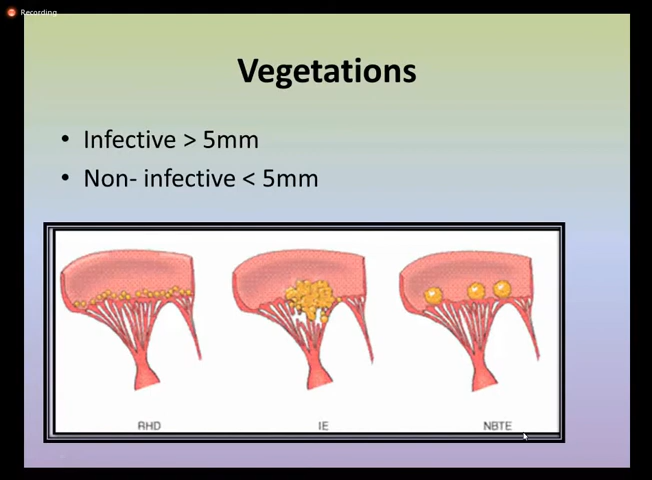 Recording
Vegetations
• Infective > 5mm
• Non- infective < 5mm
RHD
IE
NBTE